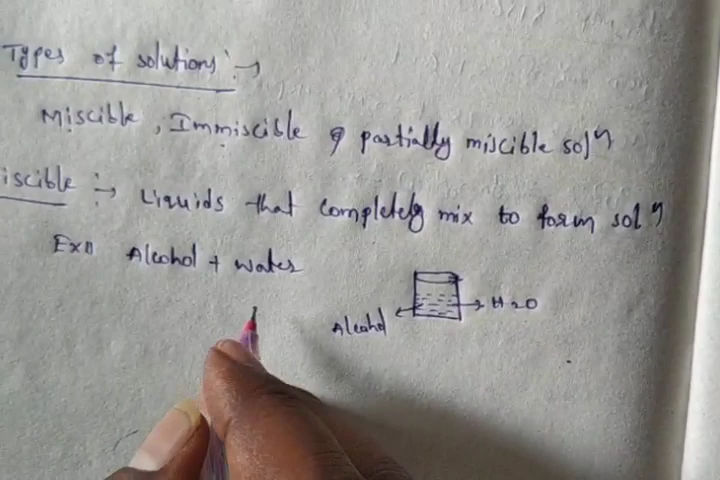 Types of solutions :→
Miscible, Immiscible & partially miscible solⁿ
iscible :→ Liquids that completely mix to form solⁿ
Ex:: Alcohol + water
H2O
Alcohol